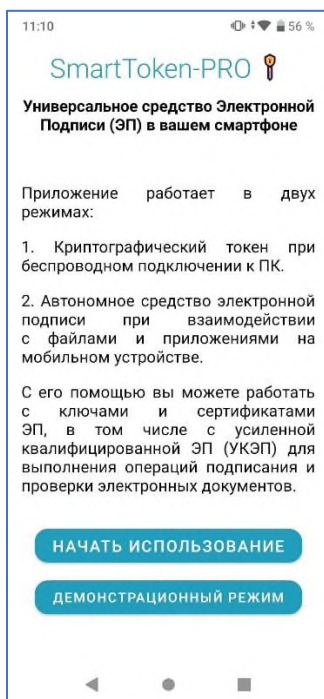 11:10
56 %
SmartToken-PRO
Универсальное средство Электронной
Подписи (ЭП) в вашем смартфоне
Приложение работает в двух
режимах:
1. Криптографический токен при
беспроводном подключении к ПК.
2. Автономное средство электронной
подписи при взаимодействии
с файлами и приложениями на
мобильном устройстве.
С его помощью вы можете работать
с ключами и сертификатами
ЭП, в том числе с усиленной
квалифицированной ЭП (УКЭП) для
выполнения операций подписания и
проверки электронных документов.
НАЧАТЬ ИСПОЛЬЗОВАНИЕ
ДЕМОНСТРАЦИОННЫЙ РЕЖИМ